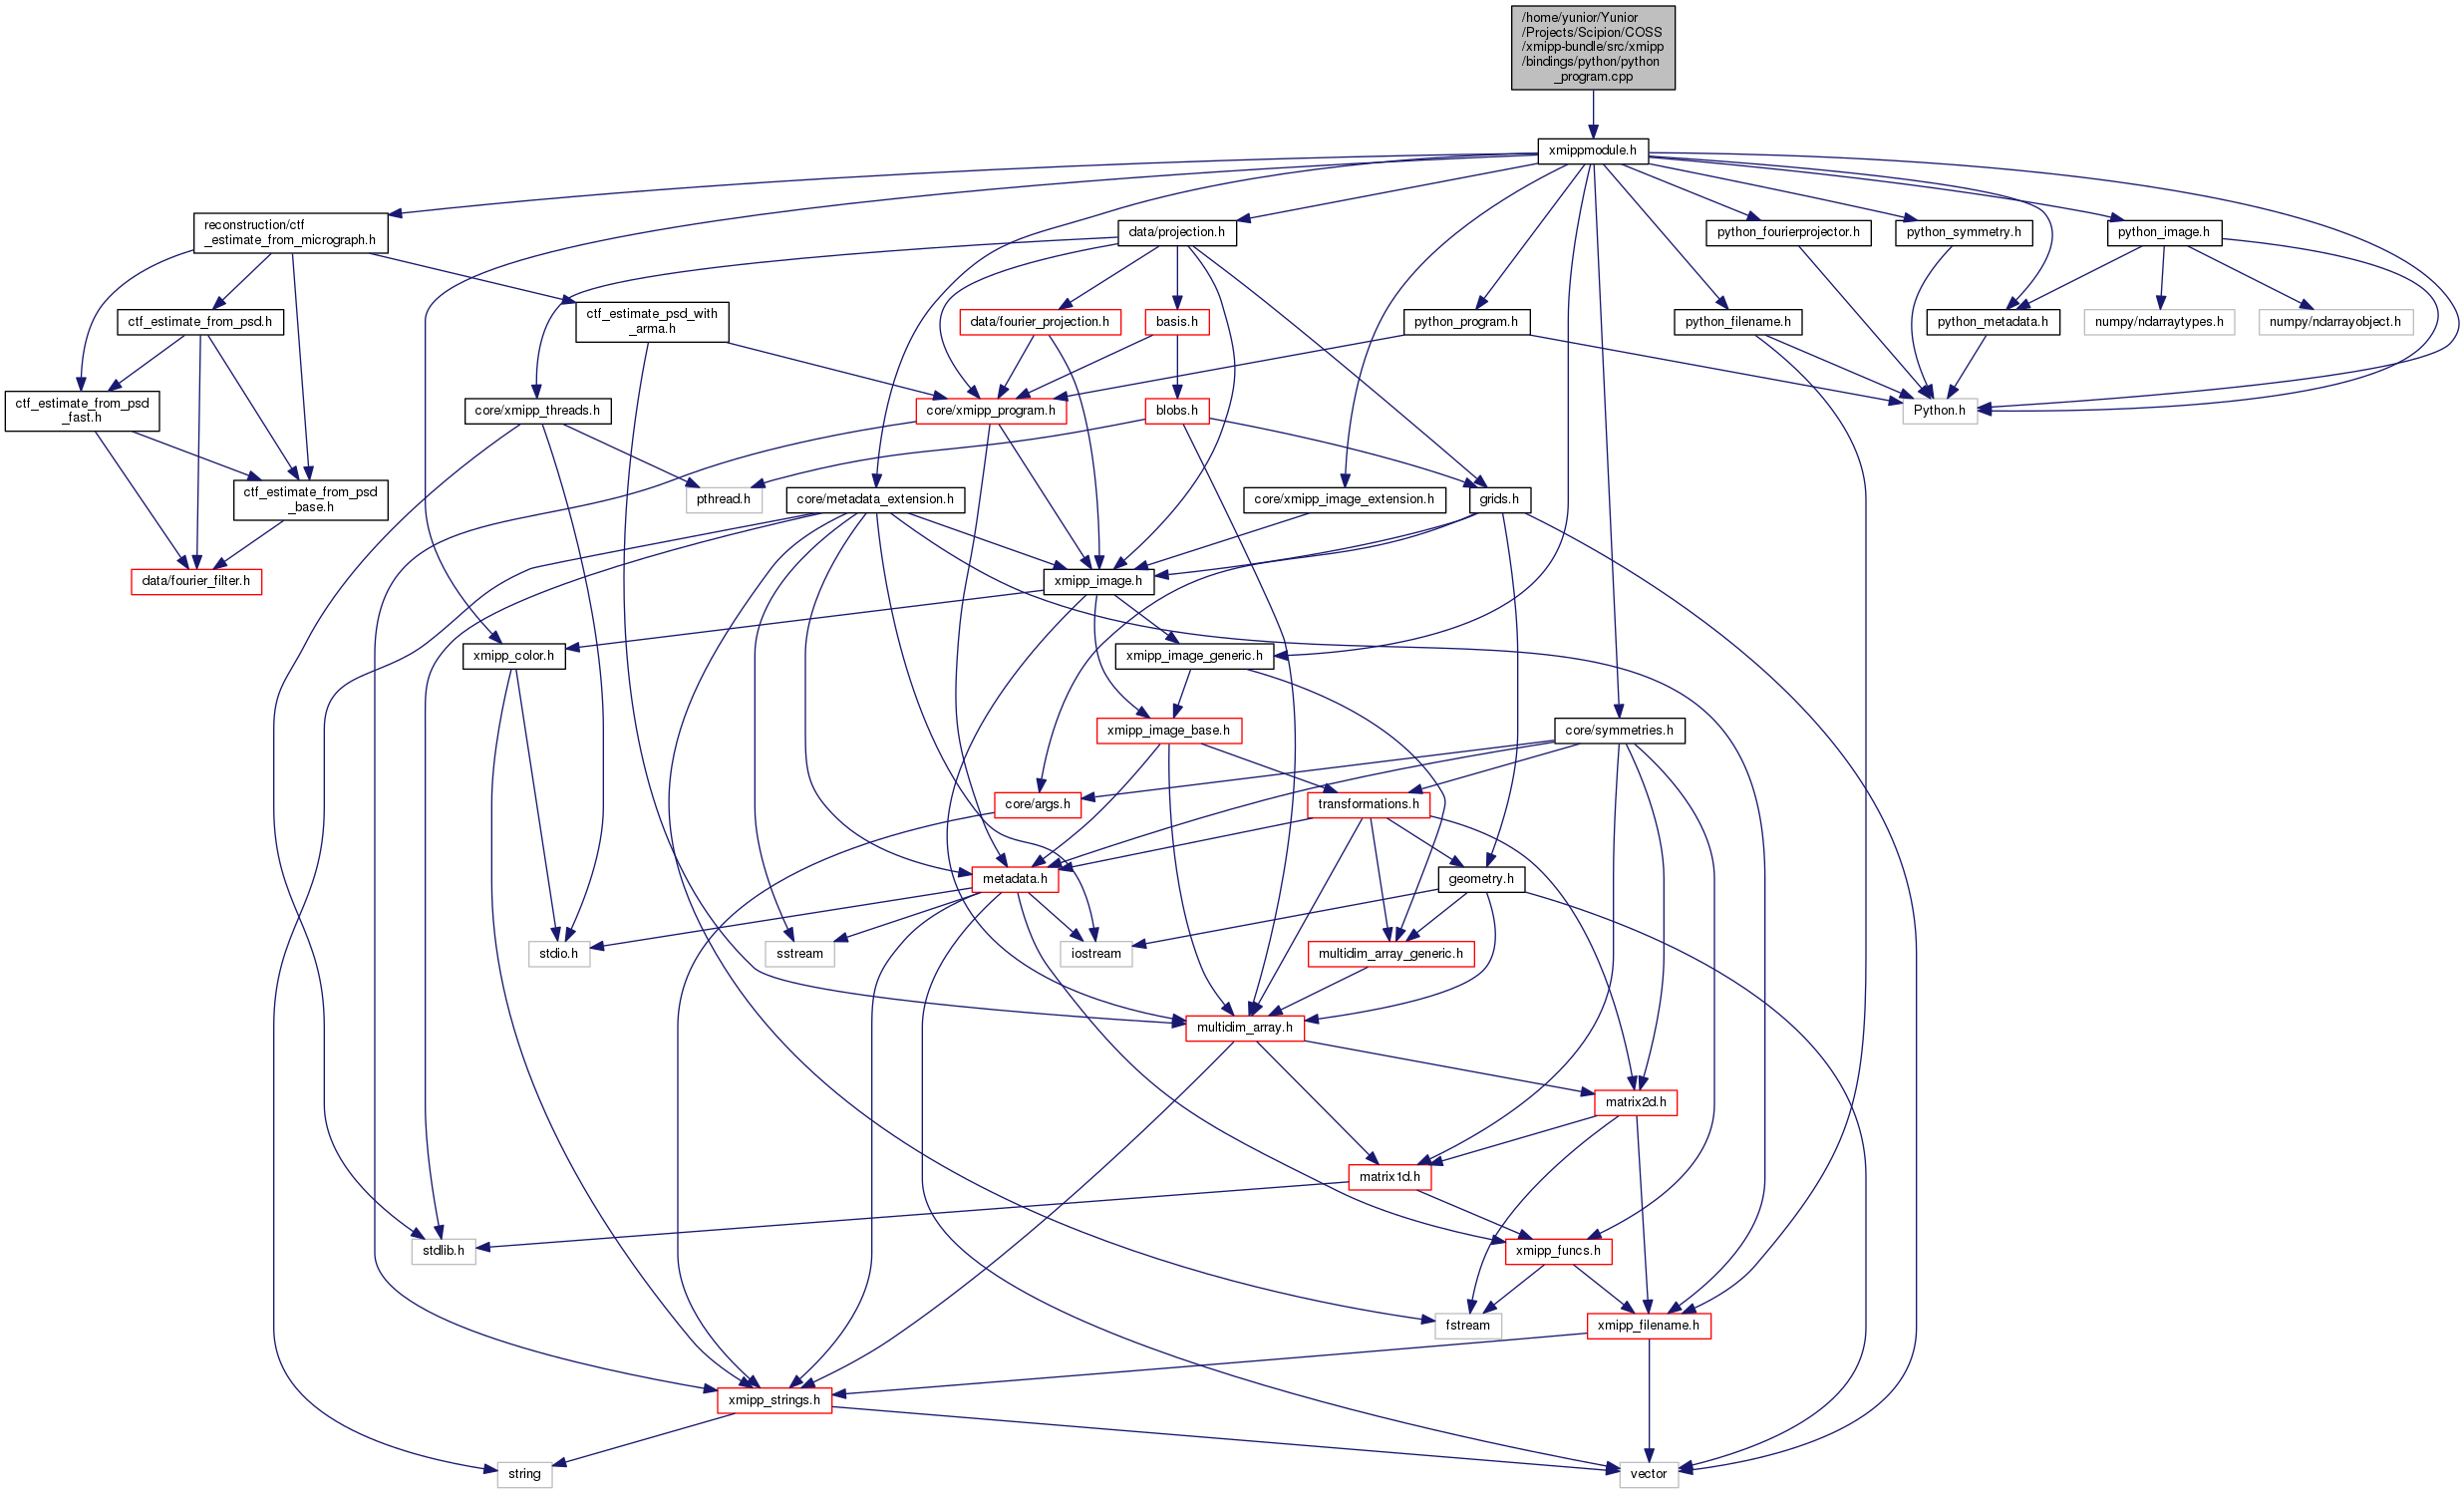 /home/yunior/Yunior
/Projects/Scipion/COSS
/xmipp-bundle/src/xmipp
/bindings/python/python
_program.cpp
xmippmodule.h
reconstruction/ctf
_estimate_from_micrograph.h
data/projection.h
python_fourierprojector.h
python_symmetry.h
python_image.h
ctf_estimate_from_psd.h
ctf_estimate_psd_with
_arma.h
data/fourier_projection.h
basis.h
python_program.h
python_filename.h
python_metadata.h
numpy/ndarraytypes.h
numpy/ndarrayobject.h
ctf_estimate_from_psd
_fast.h
core/xmipp_threads.h
core/xmipp_program.h
blobs.h
Python.h
ctf_estimate_from_psd
_base.h
pthread.h
core/metadata_extension.h
core/xmipp_image_extension.h
grids.h
data/fourier_filter.h
xmipp_image.h
xmipp_color.h
xmipp_image_generic.h
xmipp_image_base.h
core/symmetries.h
core/args.h
transformations.h
metadata.h
geometry.h
stdio.h
sstream
iostream
multidim_array_generic.h
multidim_array.h
matrix2d.h
matrix1d.h
stdlib.h
xmipp_funcs.h
fstream
xmipp_filename.h
xmipp_strings.h
string
vector